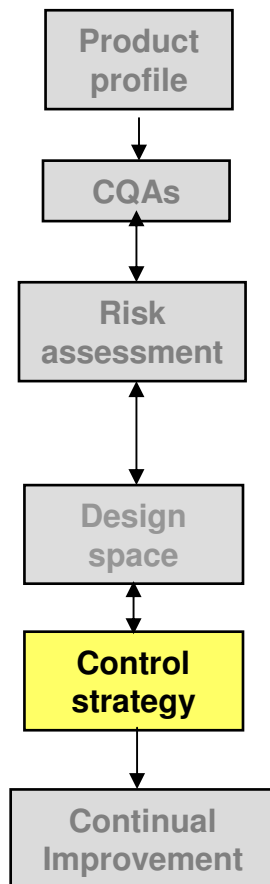 Product
profile
CQAs
Risk
assessment
Design
space
Control
strategy
Continual
Improvement